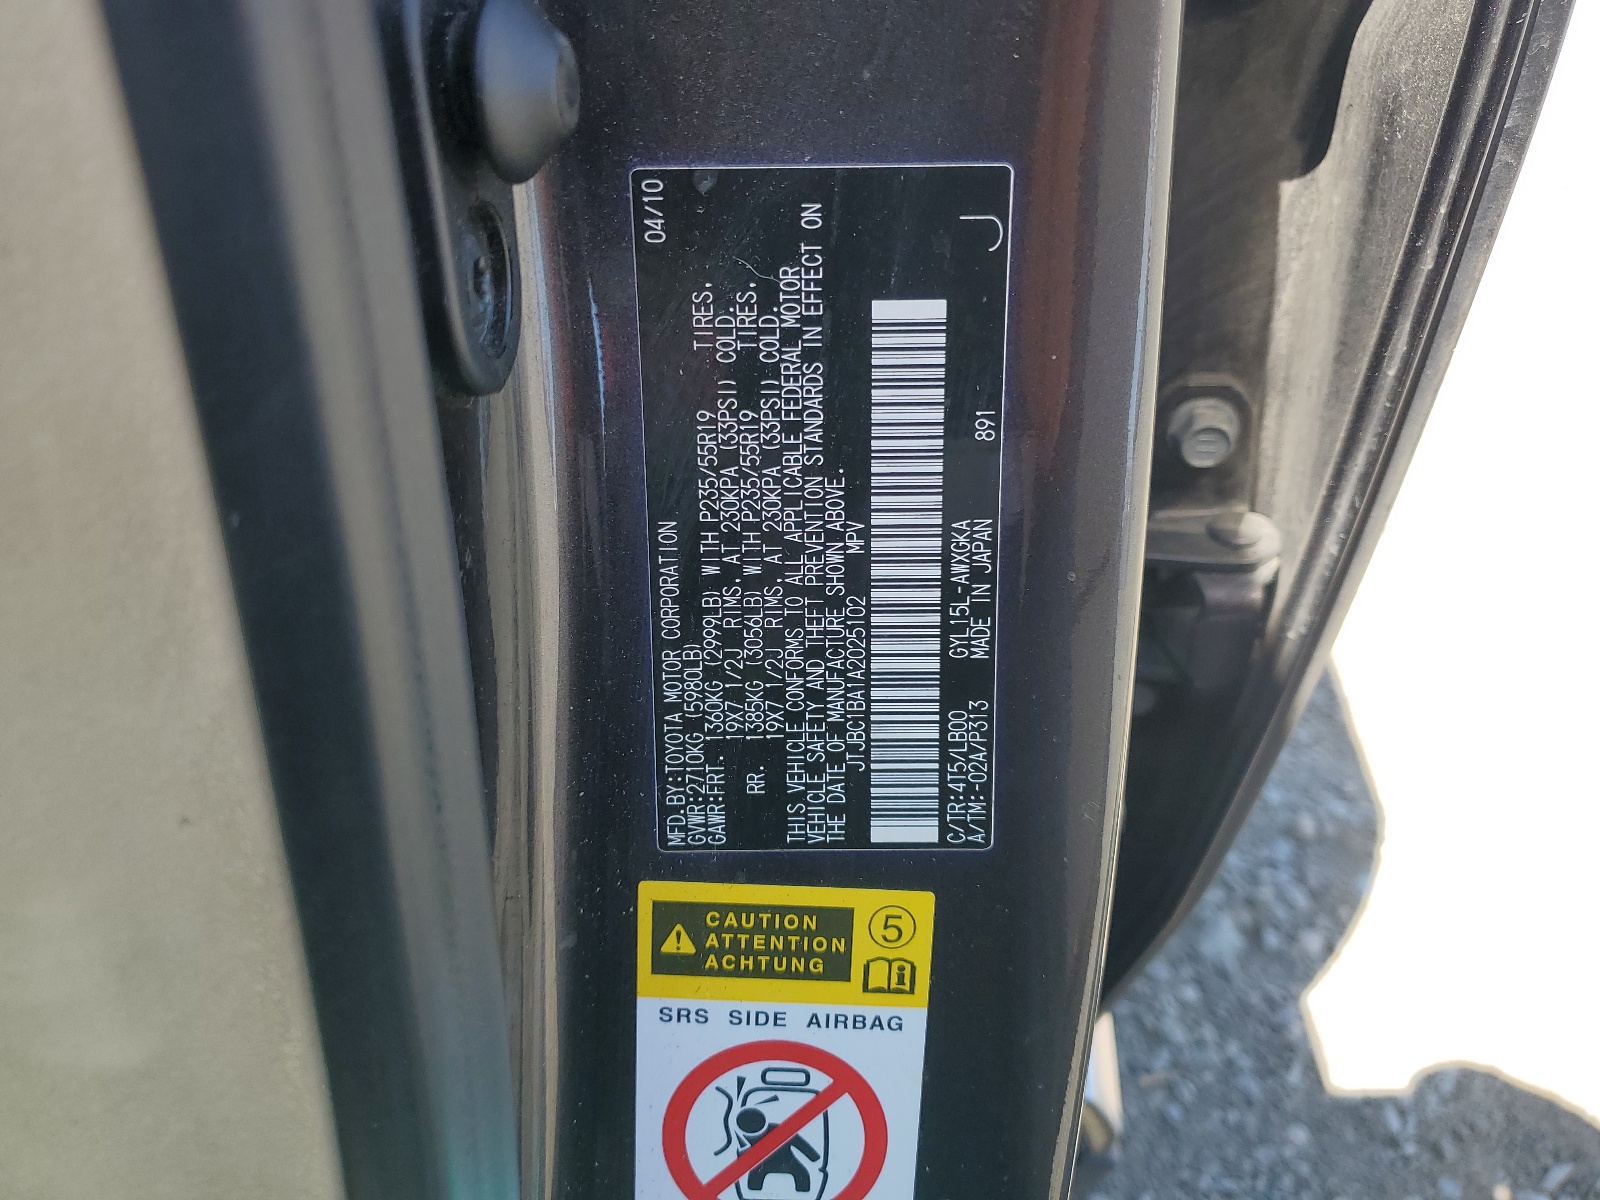 MFD.BY:TOYOTA MOTOR CORPORATION 04/10
GVWR:2710KG (5980LB)
GAWR:FRT. 1360KG (2999LB) WITH P235/55R19 TIRES,
19X7 1/2J RIMS, AT 230KPA (33PSI) COLD.
RR. 1385KG (3056LB) WITH P235/55R19 TIRES,
19X7 1/2J RIMS, AT 230KPA (33PSI) COLD.
THIS VEHICLE CONFORMS TO ALL APPLICABLE FEDERAL MOTOR
VEHICLE SAFETY AND THEFT PREVENTION STANDARDS IN EFFECT ON
THE DATE OF MANUFACTURE SHOWN ABOVE.
JTJBC1BA1A2025102 MPV
C/TR:4T5/LB00 GYL15L-AWXGKA
A/TM:-02A/P313 MADE IN JAPAN 891 J
CAUTION
ATTENTION
ACHTUNG
5
SRS SIDE AIRBAG